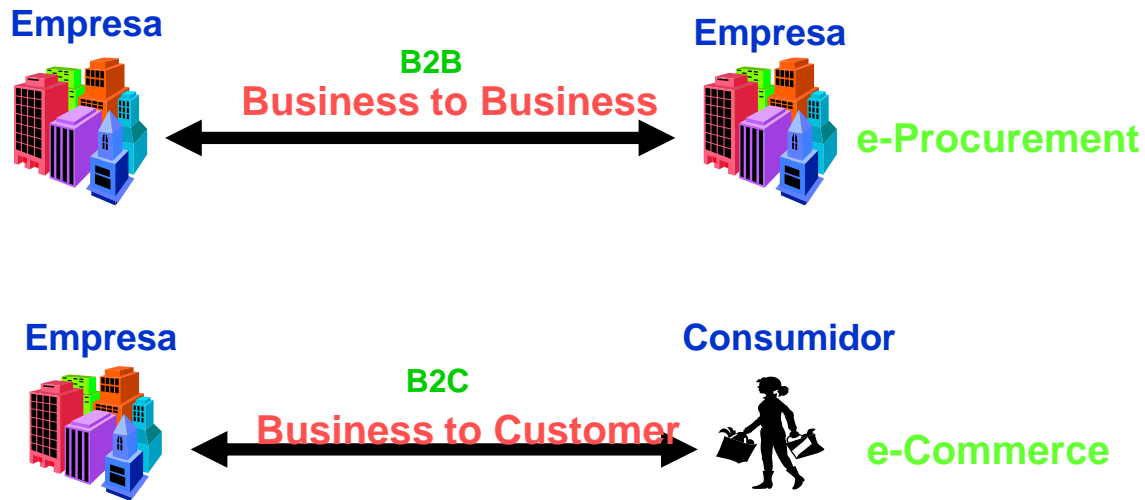 Empresa
Empresa
B2B
Business to Business
e-Procurement
Empresa
Consumidor
B2C
Business to Customer
e-Commerce